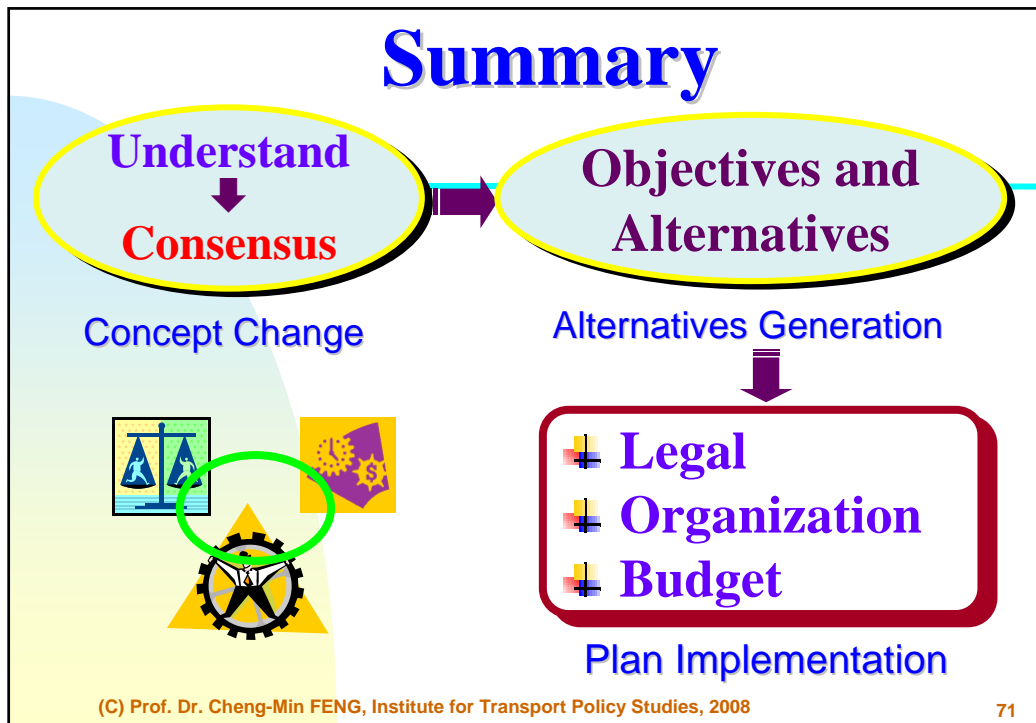 Summary
Understand
Consensus
Concept Change
Objectives and
Alternatives
Alternatives Generation
Legal
Organization
Budget
Plan Implementation
$
(C) Prof. Dr. Cheng-Min FENG, Institute for Transport Policy Studies, 2008
71